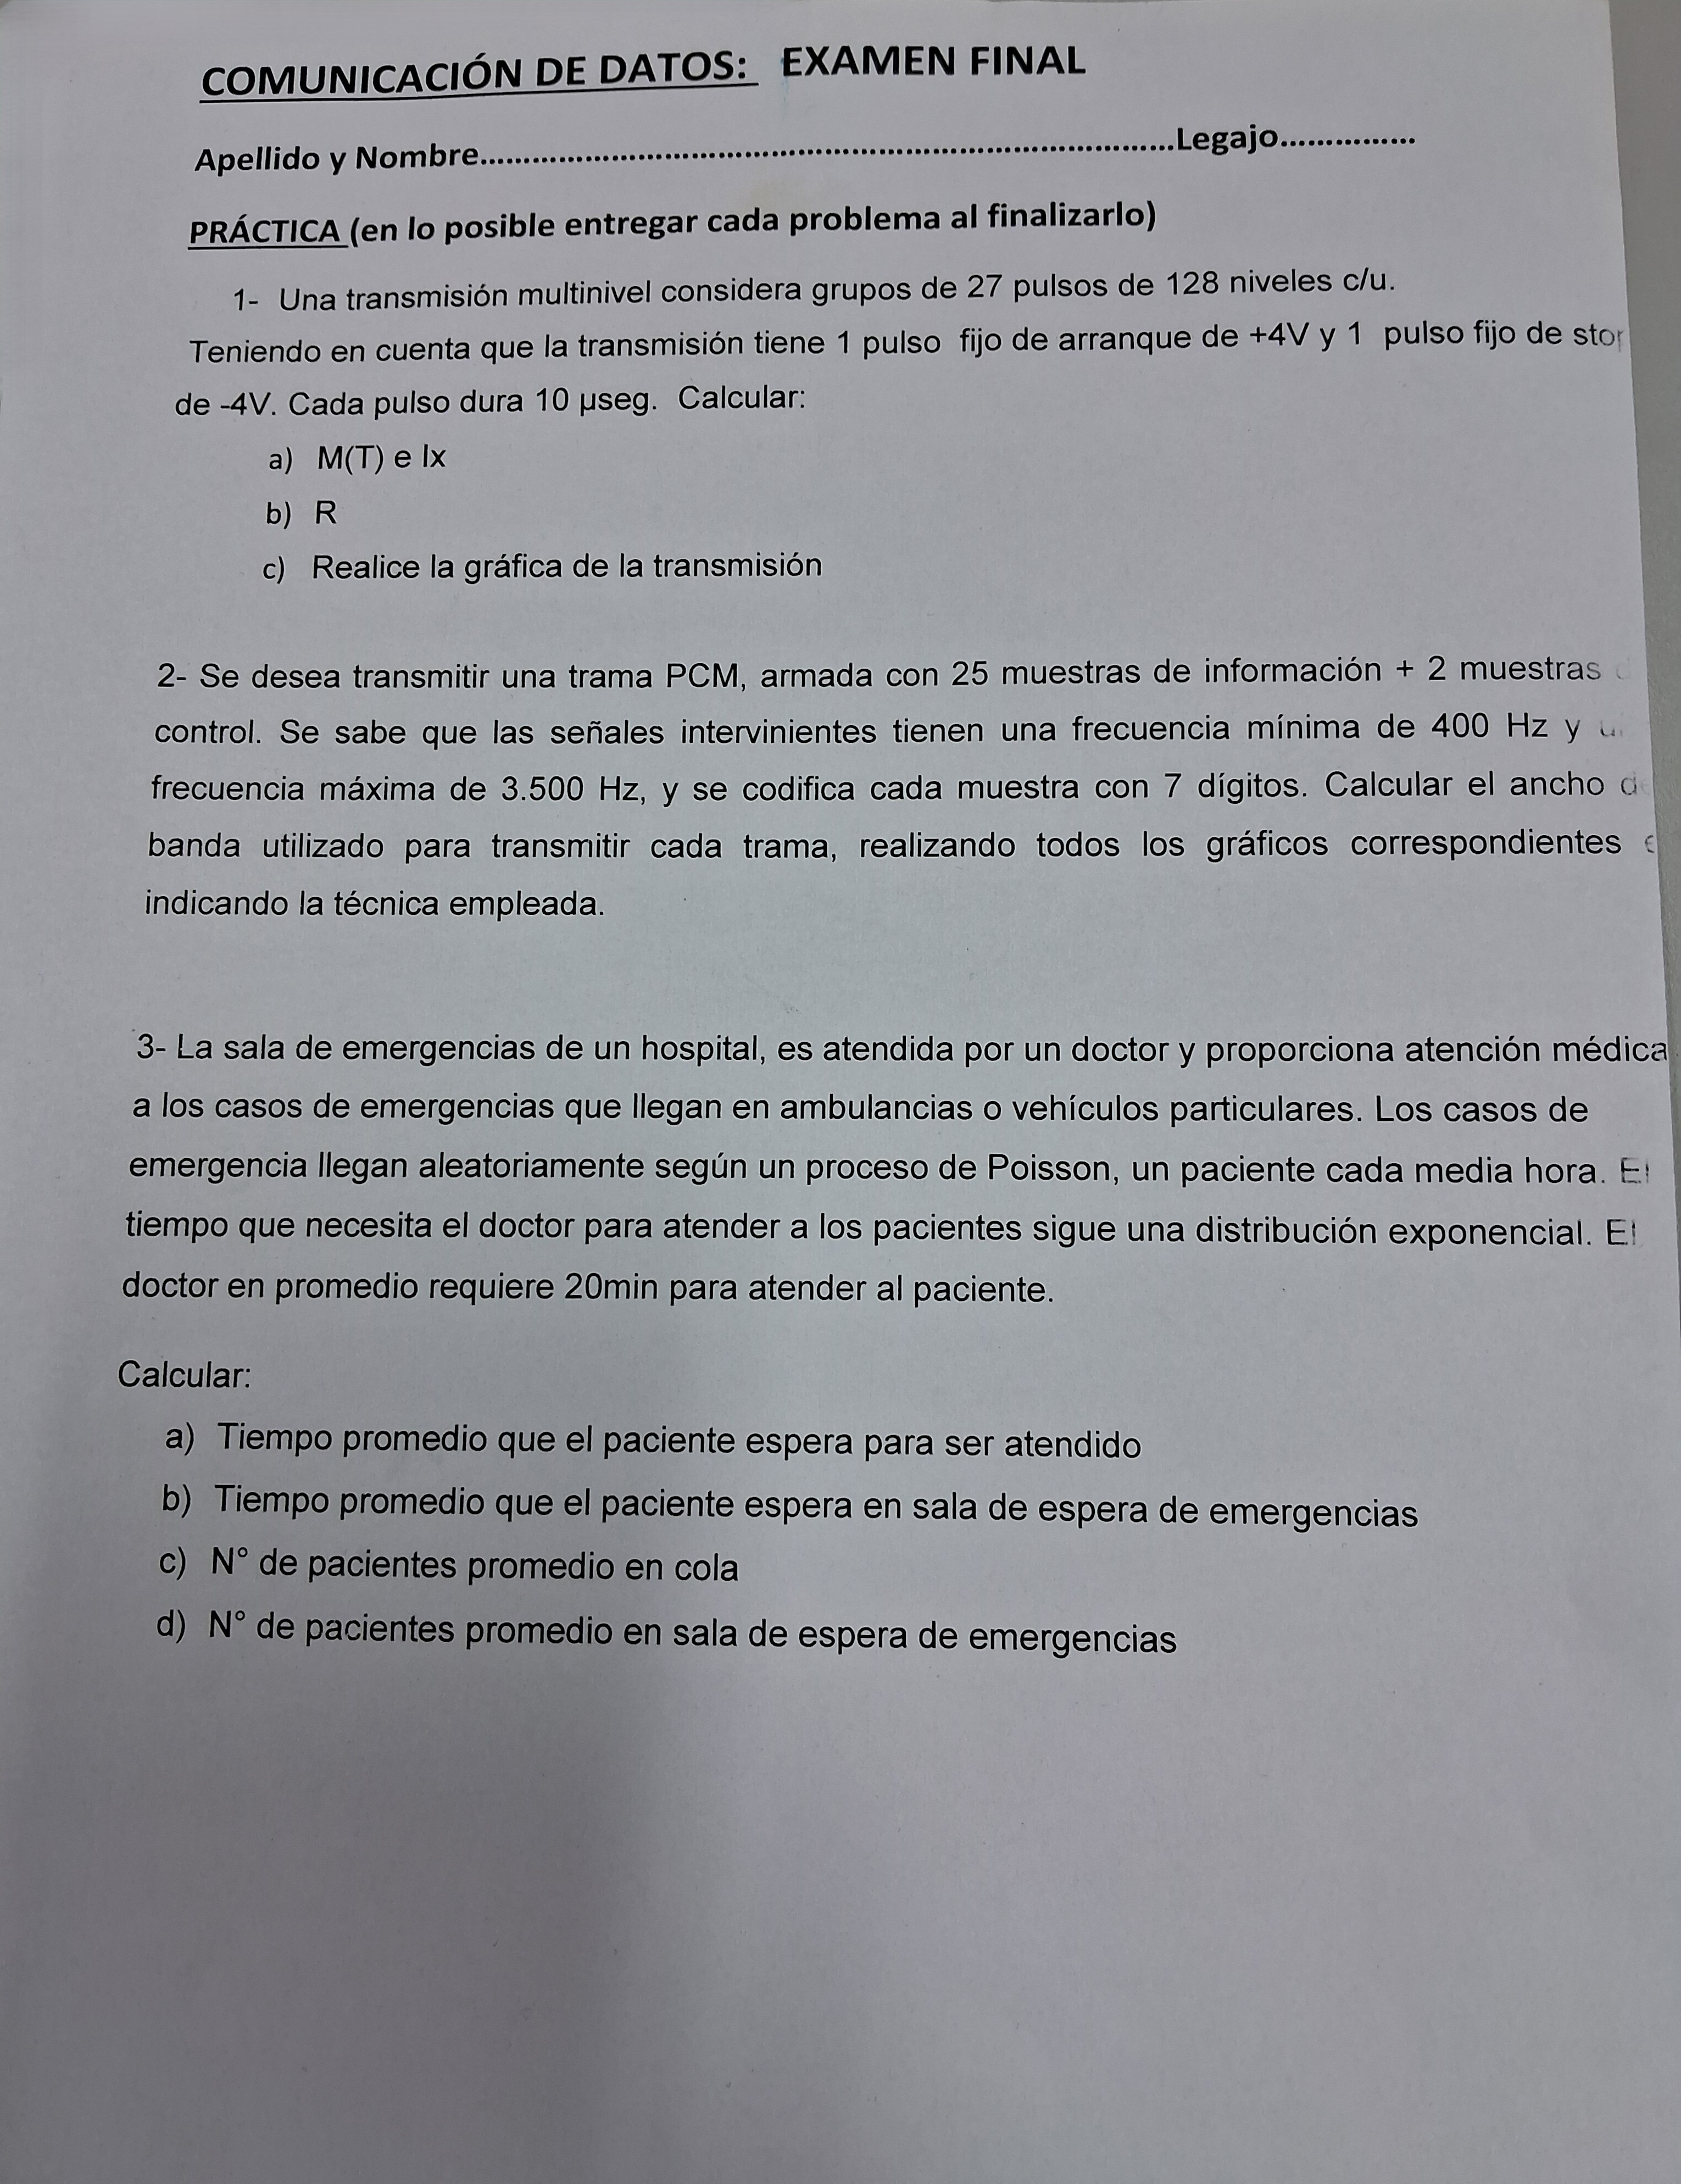 COMUNICACIÓN DE DATOS: EXAMEN FINAL
Apellido y Nombre..........................................................................Legajo...............
PRÁCTICA (en lo posible entregar cada problema al finalizarlo)
1- Una transmisión multinivel considera grupos de 27 pulsos de 128 niveles c/u.
Teniendo en cuenta que la transmisión tiene 1 pulso fijo de arranque de +4V y 1 pulso fijo de
de -4V. Cada pulso dura 10 µseg. Calcular:
a) M(T) e Ix
b) R
c) Realice la gráfica de la transmisión
2- Se desea transmitir una trama PCM, armada con 25 muestras de información + 2 muestras
control. Se sabe que las señales intervinientes tienen una frecuencia mínima de 400 Hz y
frecuencia máxima de 3.500 Hz, y se codifica cada muestra con 7 dígitos. Calcular el ancho de
banda utilizado para transmitir cada trama, realizando todos los gráficos correspondientes e
indicando la técnica empleada.
3- La sala de emergencias de un hospital, es atendida por un doctor y proporciona atención médica
a los casos de emergencias que llegan en ambulancias o vehículos particulares. Los casos de
emergencia llegan aleatoriamente según un proceso de Poisson, un paciente cada media hora. El
tiempo que necesita el doctor para atender a los pacientes sigue una distribución exponencial. El
doctor en promedio requiere 20min para atender al paciente.
Calcular:
a) Tiempo promedio que el paciente espera para ser atendido
b) Tiempo promedio que el paciente espera en sala de espera de emergencias
c) N° de pacientes promedio en cola
d) N° de pacientes promedio en sala de espera de emergencias